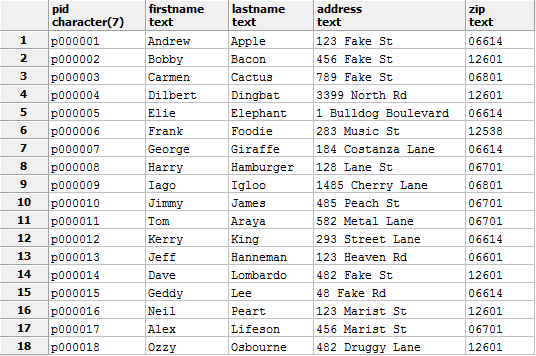 pid firstname lastname address zip
character(7) text text text text
1 p000001 Andrew Apple 123 Fake St 06614
2 p000002 Bobby Bacon 456 Fake St 12601
3 p000003 Carmen Cactus 789 Fake St 06801
4 p000004 Dilbert Dingbat 3399 North Rd 12601
5 p000005 Elie Elephant 1 Bulldog Boulevard 06614
6 p000006 Frank Foodie 283 Music St 12538
7 p000007 George Giraffe 184 Costanza Lane 06614
8 p000008 Harry Hamburger 128 Lane St 06701
9 p000009 Iago Igloo 1485 Cherry Lane 06801
10 p000010 Jimmy James 485 Peach St 06701
11 p000011 Tom Araya 582 Metal Lane 06701
12 p000012 Kerry King 293 Street Lane 06614
13 p000013 Jeff Hanneman 123 Heaven Rd 06601
14 p000014 Dave Lombardo 482 Fake St 12601
15 p000015 Geddy Lee 48 Fake Rd 06614
16 p000016 Neil Peart 123 Marist St 12601
17 p000017 Alex Lifeson 456 Marist St 06701
18 p000018 Ozzy Osbourne 482 Druggy Lane 12601